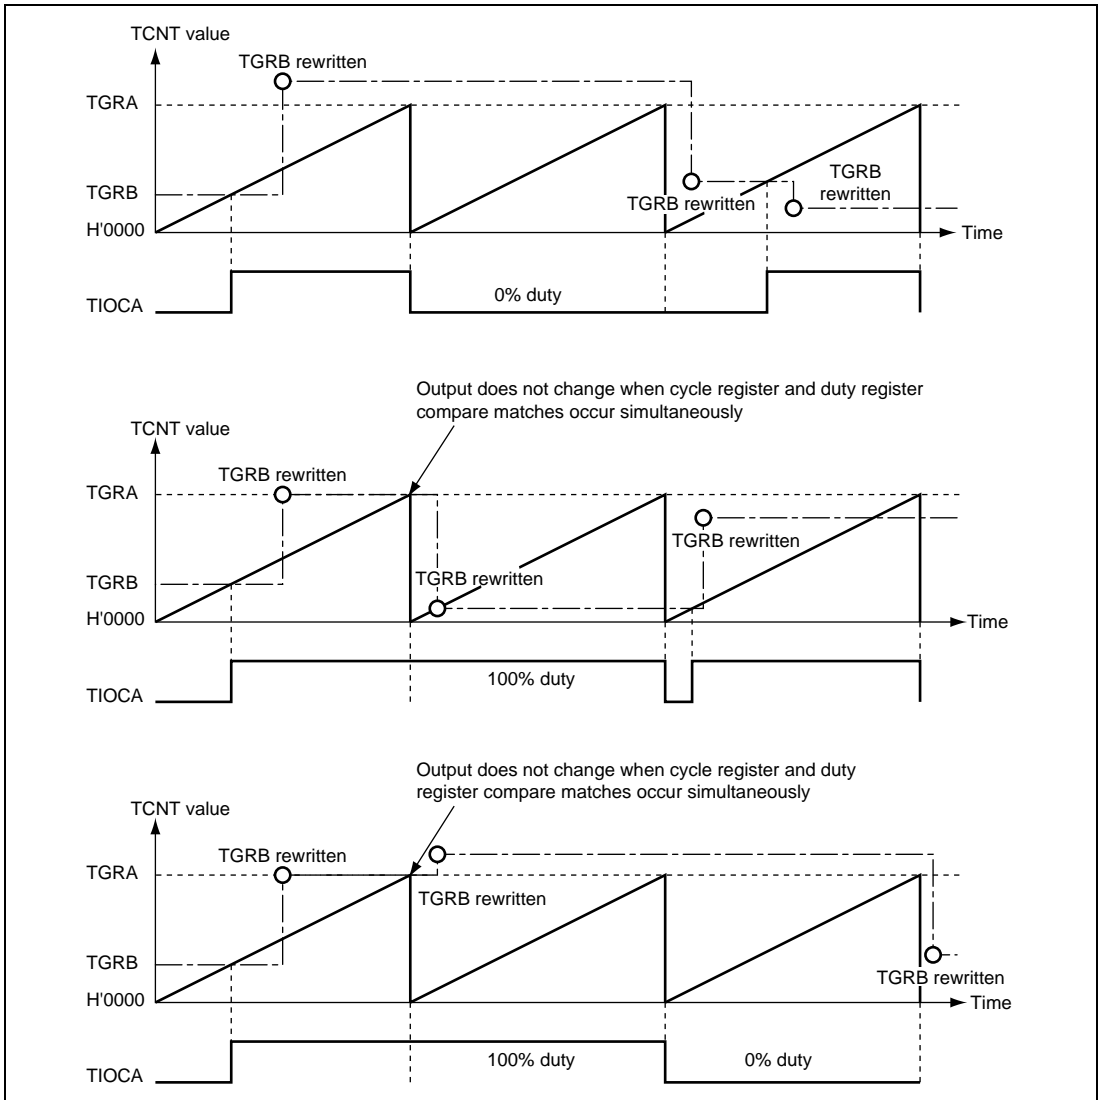 TCNT value
TGRB rewritten
TGRA
TGRB
rewritten
TGRB
TGRB rewritten
H'0000
Time
0% duty
TIOCA
Output does not change when cycle register and duty register
compare matches occur simultaneously
TCNT value
TGRB rewritten
TGRA
TGRB rewritten
TGRB rewritten
TGRB
H'0000
Time
100% duty
TIOCA
Output does not change when cycle register and duty
register compare matches occur simultaneously
TCNT value
TGRB rewritten
TGRA
TGRB rewritten
TGRB
TGRB rewritten
H'0000
Time
100% duty
0% duty
TIOCA